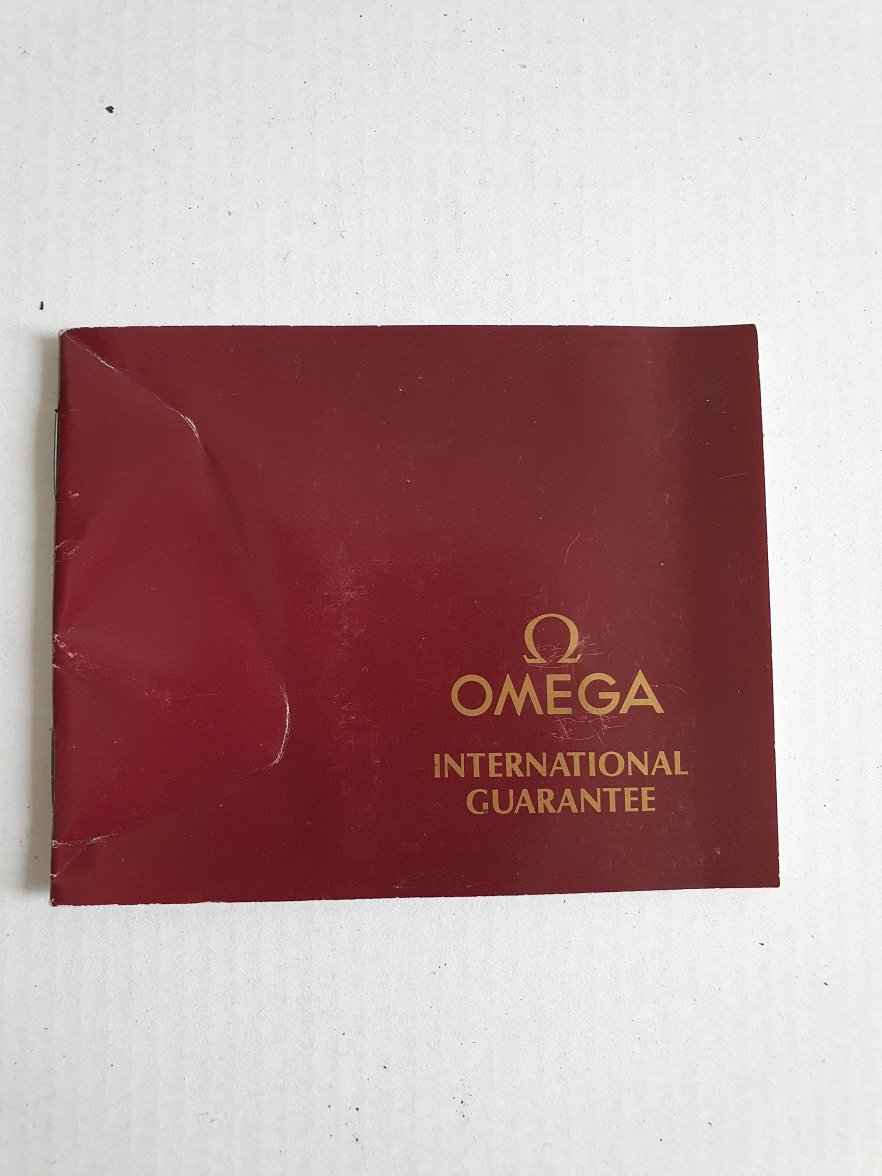 Ω
OMEGA
INTERNATIONAL
GUARANTEE